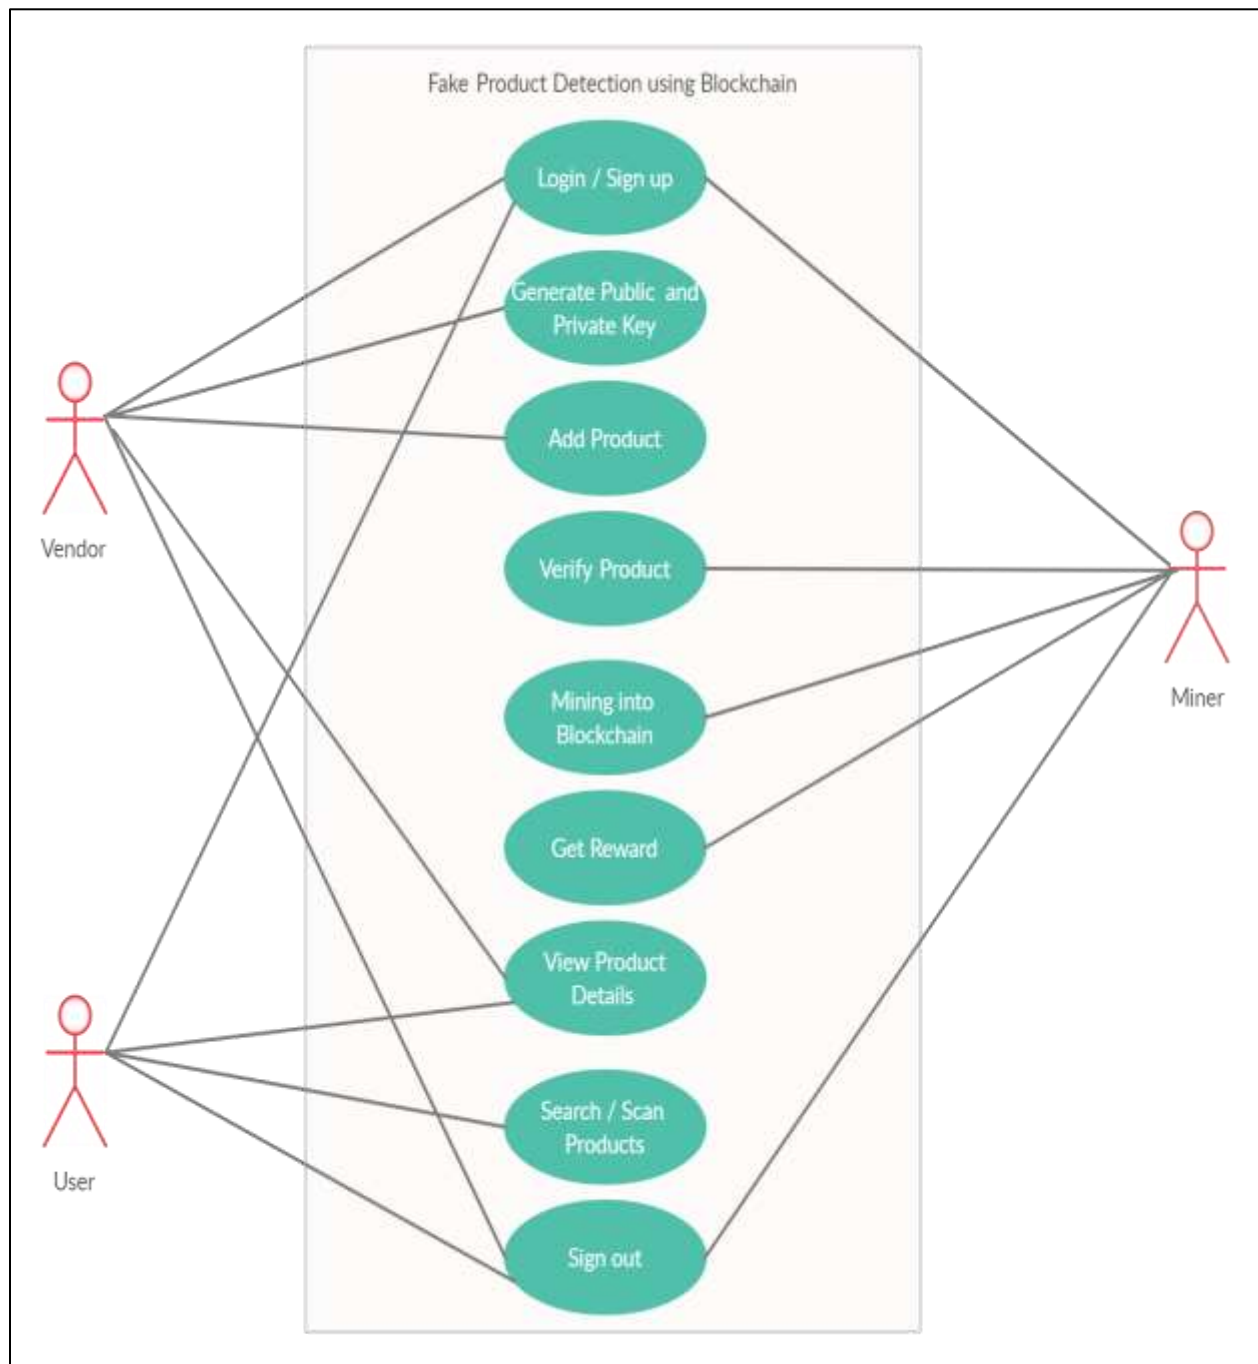 Fake Product Detection using Blockchain
Login / Sign up
Generate Public and
Private Key
Add Product
Vendor
Verify Product
Miner
Mining into
Blockchain
Get Reward
View Product
Details
Search / Scan
Products
User
Sign out